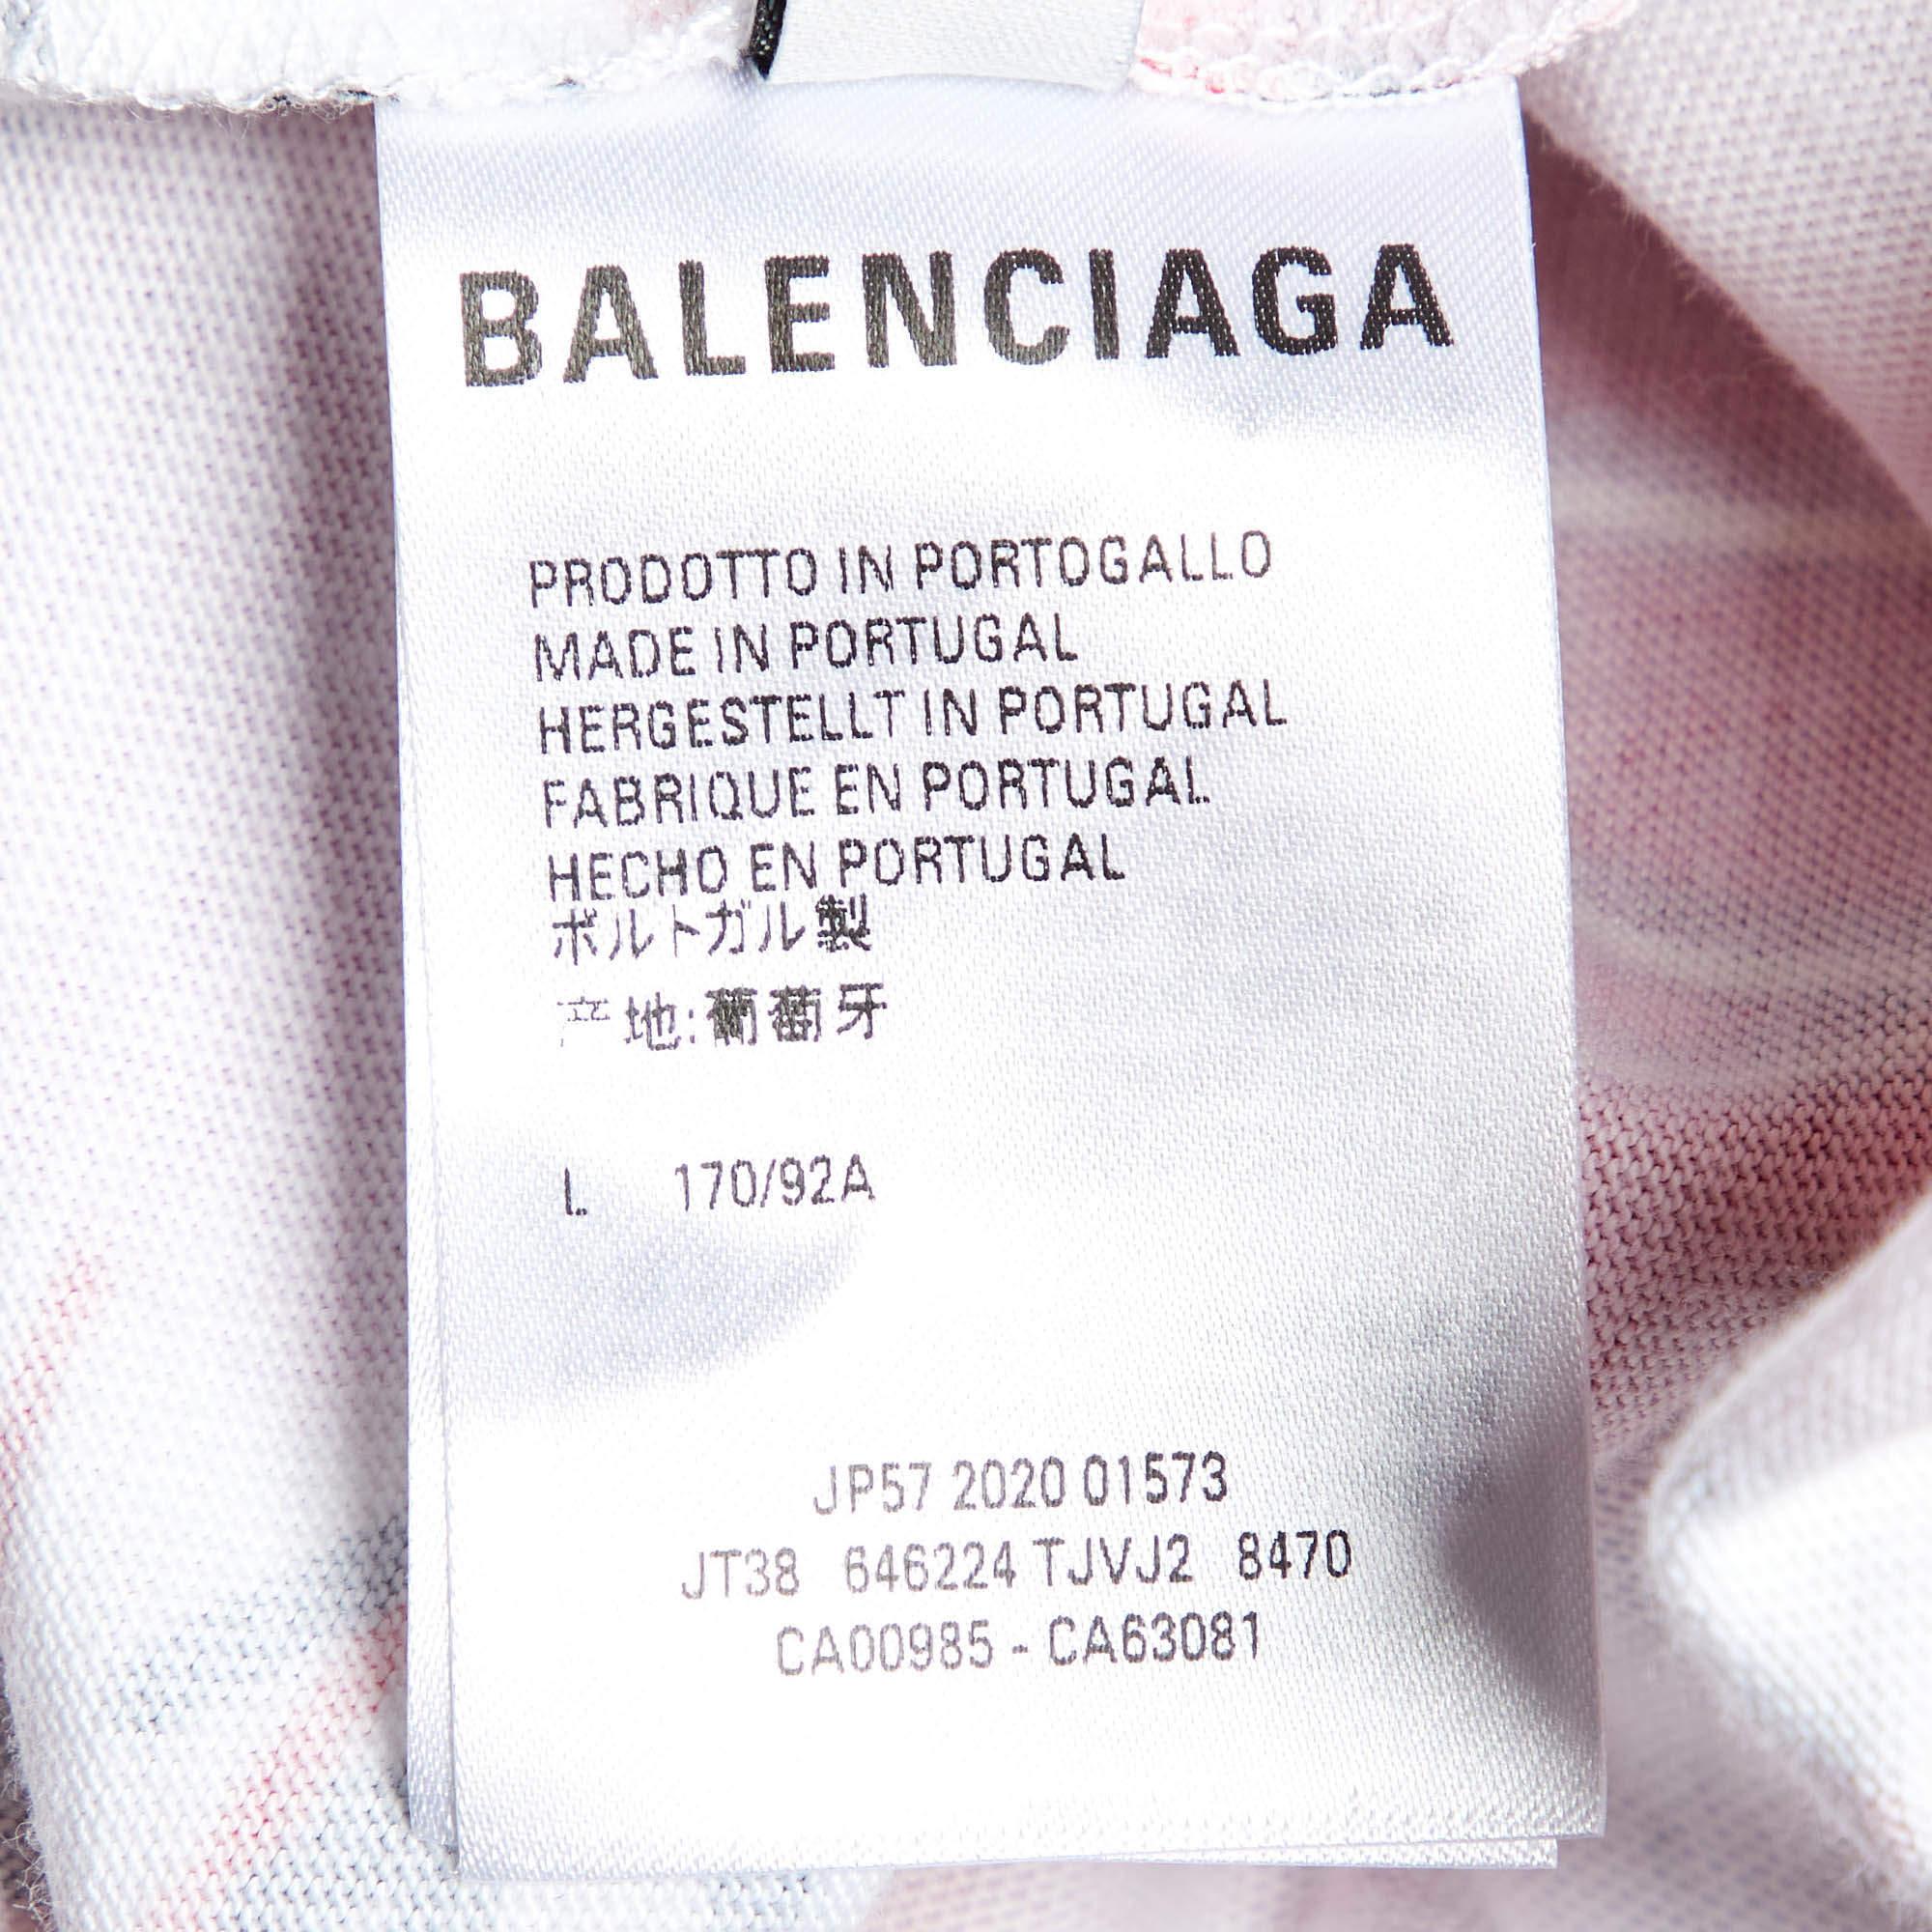 BALENCIAGA
PRODOTTO IN PORTOGALLO
MADE IN PORTUGAL
HERGESTELLT IN PORTUGAL
FABRIQUE EN PORTUGAL
HECHO EN PORTUGAL
ポルトガル製
产地:葡萄牙
L 170/92A
JP57 2020 01573
JT38 646224 TJVJ2 8470
CA00985 - CA63081